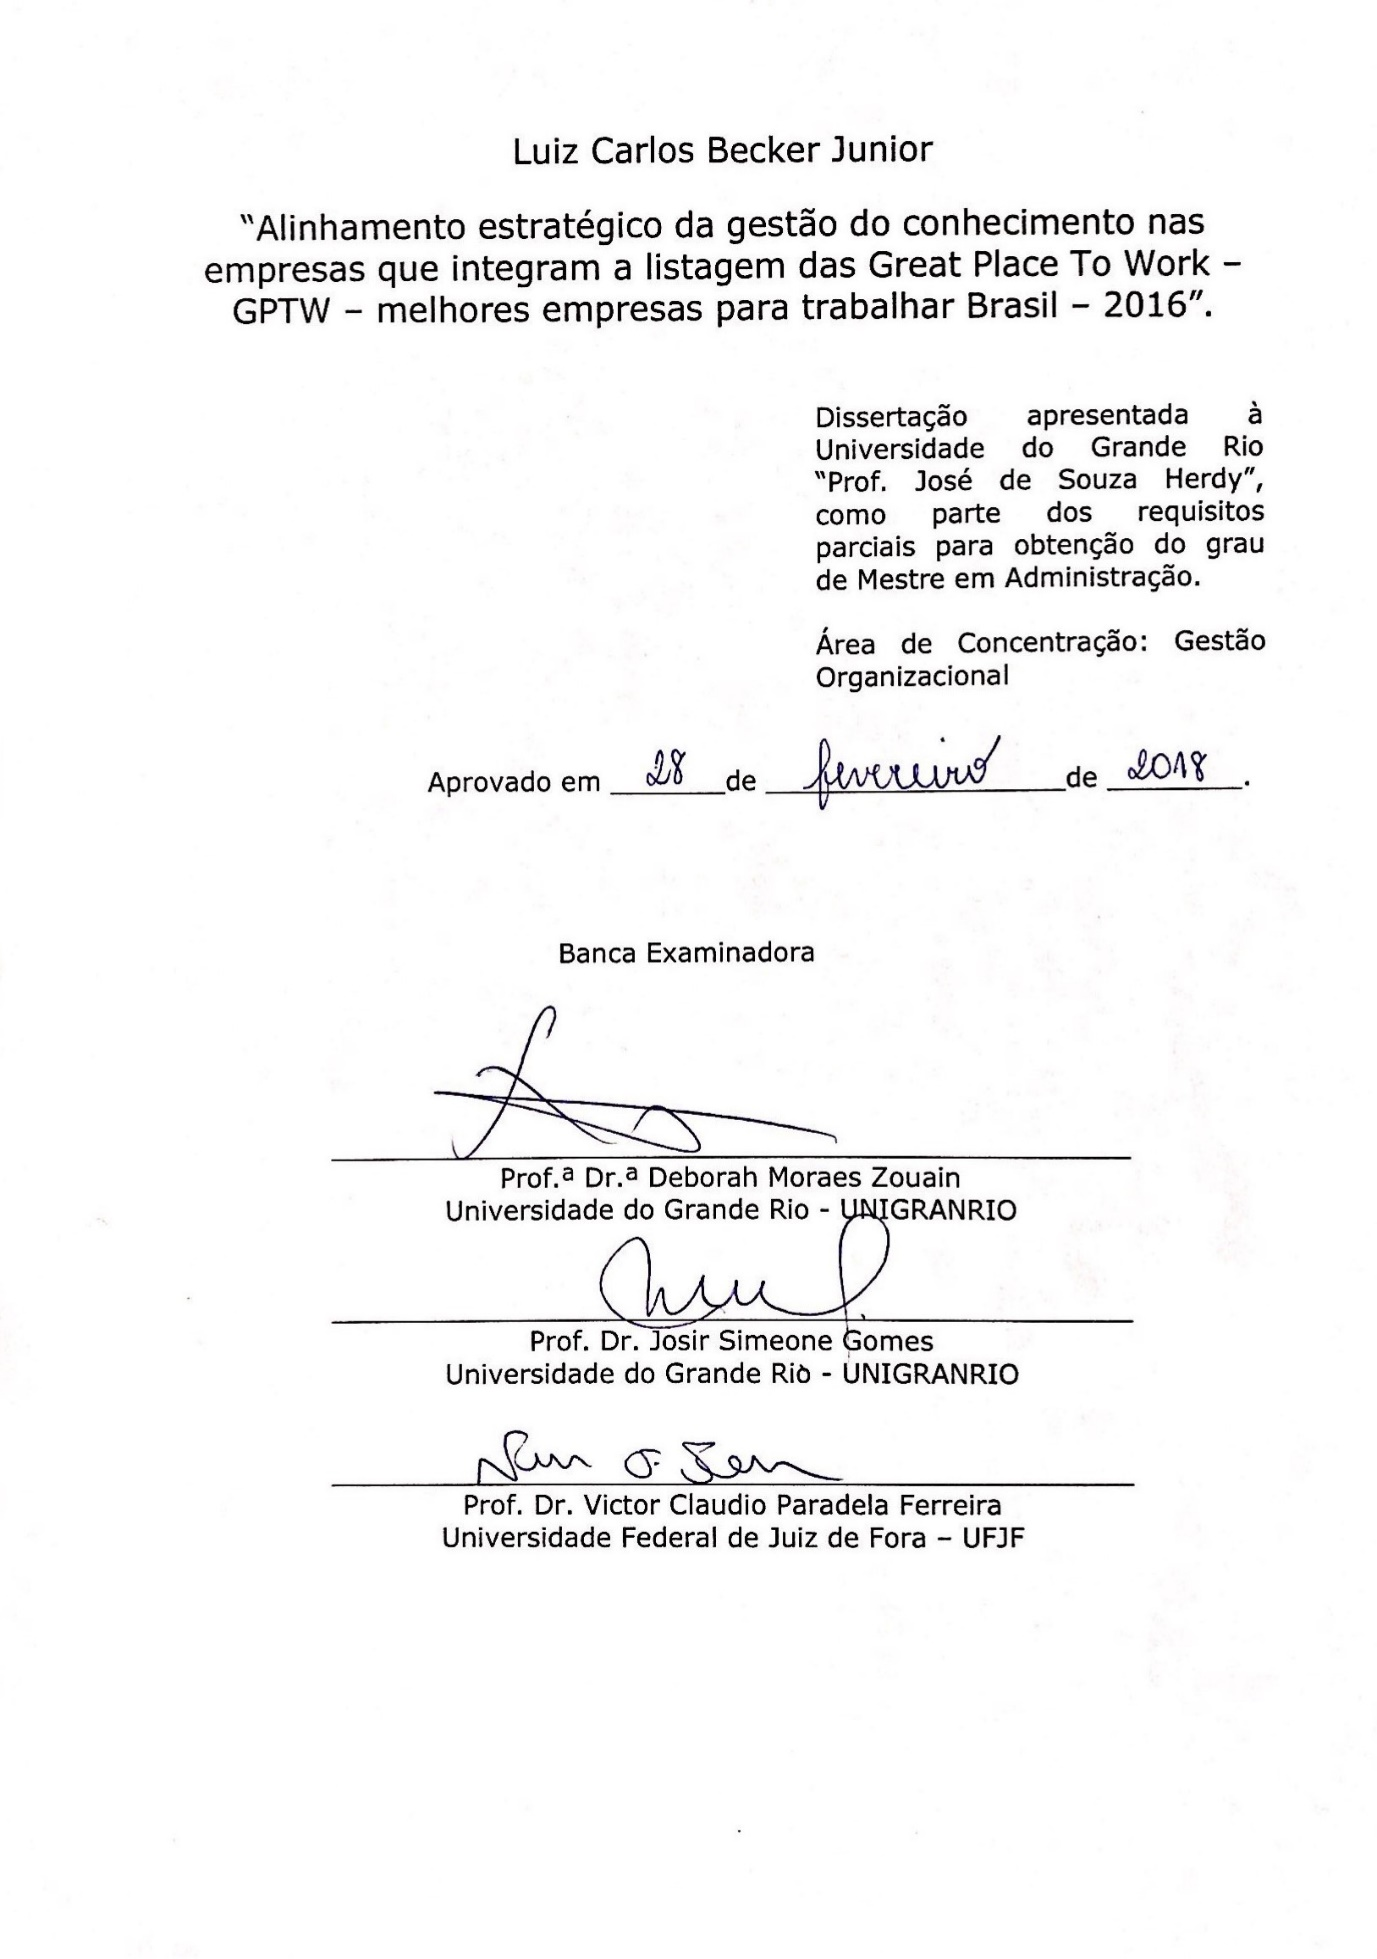 Luiz Carlos Becker Junior
“Alinhamento estratégico da gestão do conhecimento nas
empresas que integram a listagem das Great Place To Work –
GPTW – melhores empresas para trabalhar Brasil – 2016”.
Dissertação apresentada à
Universidade do Grande Rio
“Prof. José de Souza Herdy”,
como parte dos requisitos
parciais para obtenção do grau
de Mestre em Administração.
Área de Concentração: Gestão
Organizacional
Aprovado em 28 de fevereiro de 2018.
Banca Examinadora
Prof.ª Dr.ª Deborah Moraes Zouain
Universidade do Grande Rio - UNIGRANRIO
Prof. Dr. Josir Simeone Gomes
Universidade do Grande Rio - UNIGRANRIO
Prof. Dr. Victor Claudio Paradela Ferreira
Universidade Federal de Juiz de Fora – UFJF